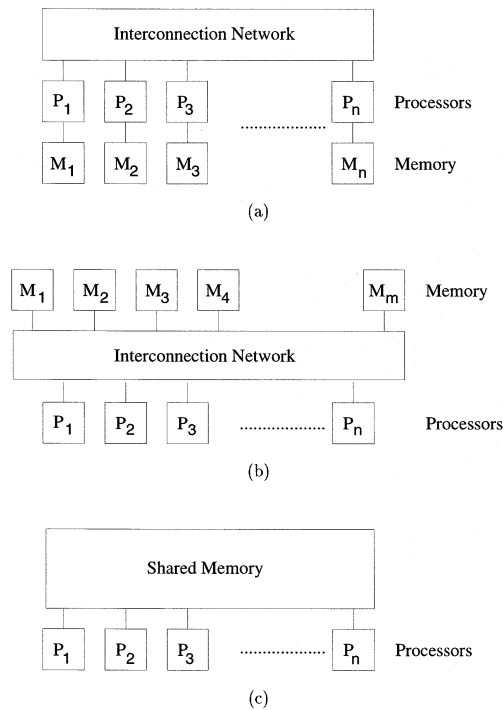 Interconnection Network
P1 P2 P3 Pn Processors
M1 M2 M3 Mn Memory
(a)
M1 M2 M3 M4 Mm Memory
Interconnection Network
P1 P2 P3 Pn Processors
(b)
Shared Memory
P1 P2 P3 Pn Processors
(c)